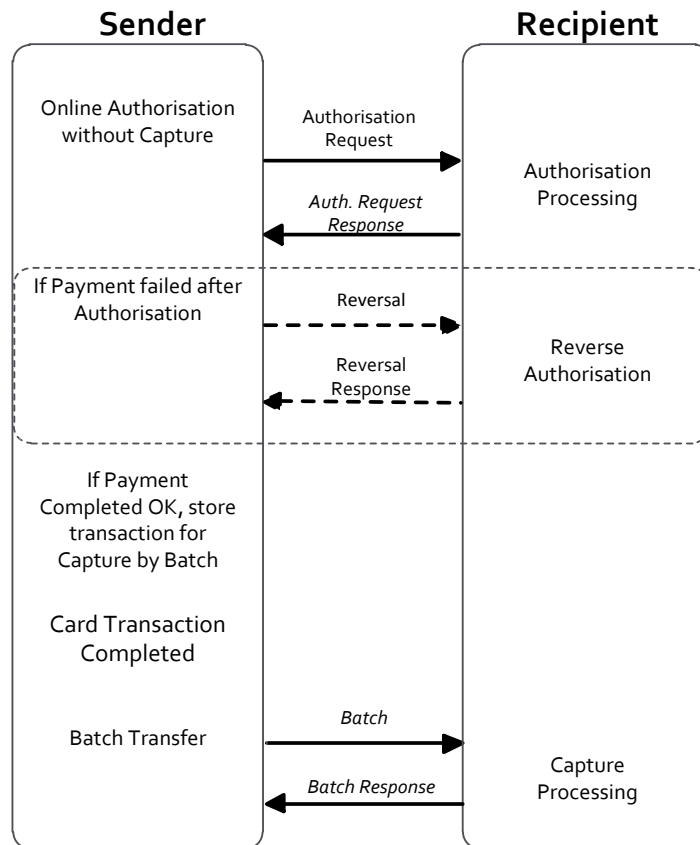 Sender
Recipient
Online Authorisation
without Capture
Authorisation
Request
Authorisation
Processing
Auth. Request
Response
If Payment failed after
Authorisation
Reversal
Reverse
Authorisation
Reversal
Response
If Payment
Completed OK, store
transaction for
Capture by Batch
Card Transaction
Completed
Batch Transfer
Batch
Batch Response
Capture
Processing